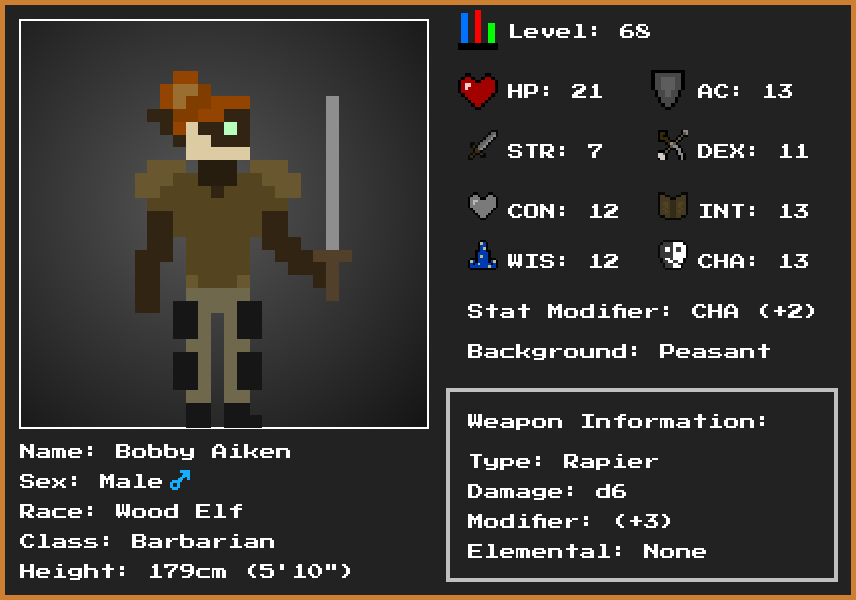 Level: 68
HP: 21
AC: 13
STR: 7
DEX: 11
CON: 12
INT: 13
WIS: 12
CHA: 13
Stat Modifier: CHA (+2)
Background: Peasant
Weapon Information:
Type: Rapier
Damage: d6
Modifier: (+3)
Elemental: None
Name: Bobby Aiken
Sex: Male ♂
Race: Wood Elf
Class: Barbarian
Height: 179cm (5'10")